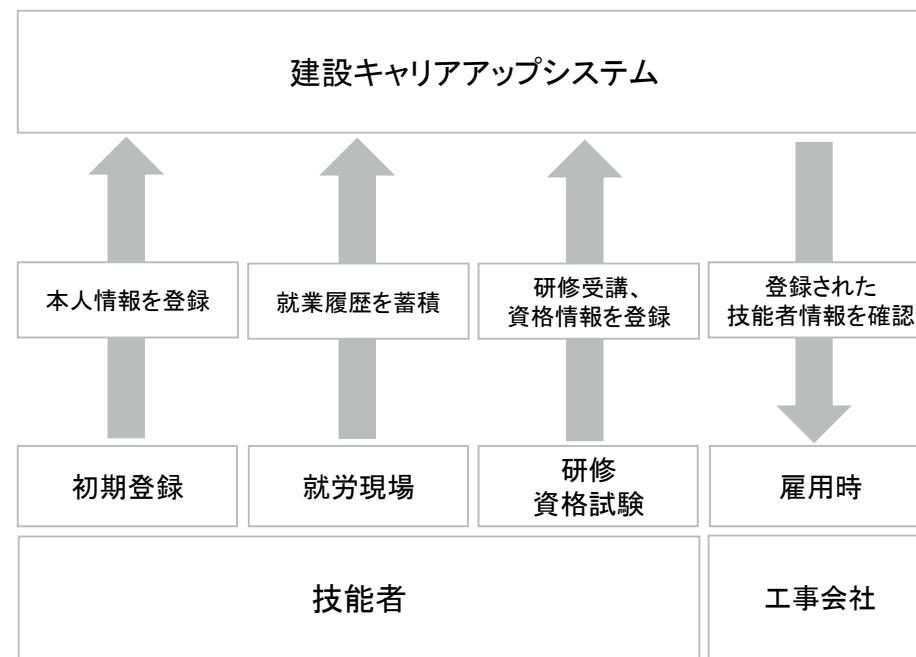 建設キャリアアップシステム
本人情報を登録
就業履歴を蓄積
研修受講、
資格情報を登録
登録された
技能者情報を確認
初期登録
就労現場
研修
資格試験
雇用時
技能者
工事会社